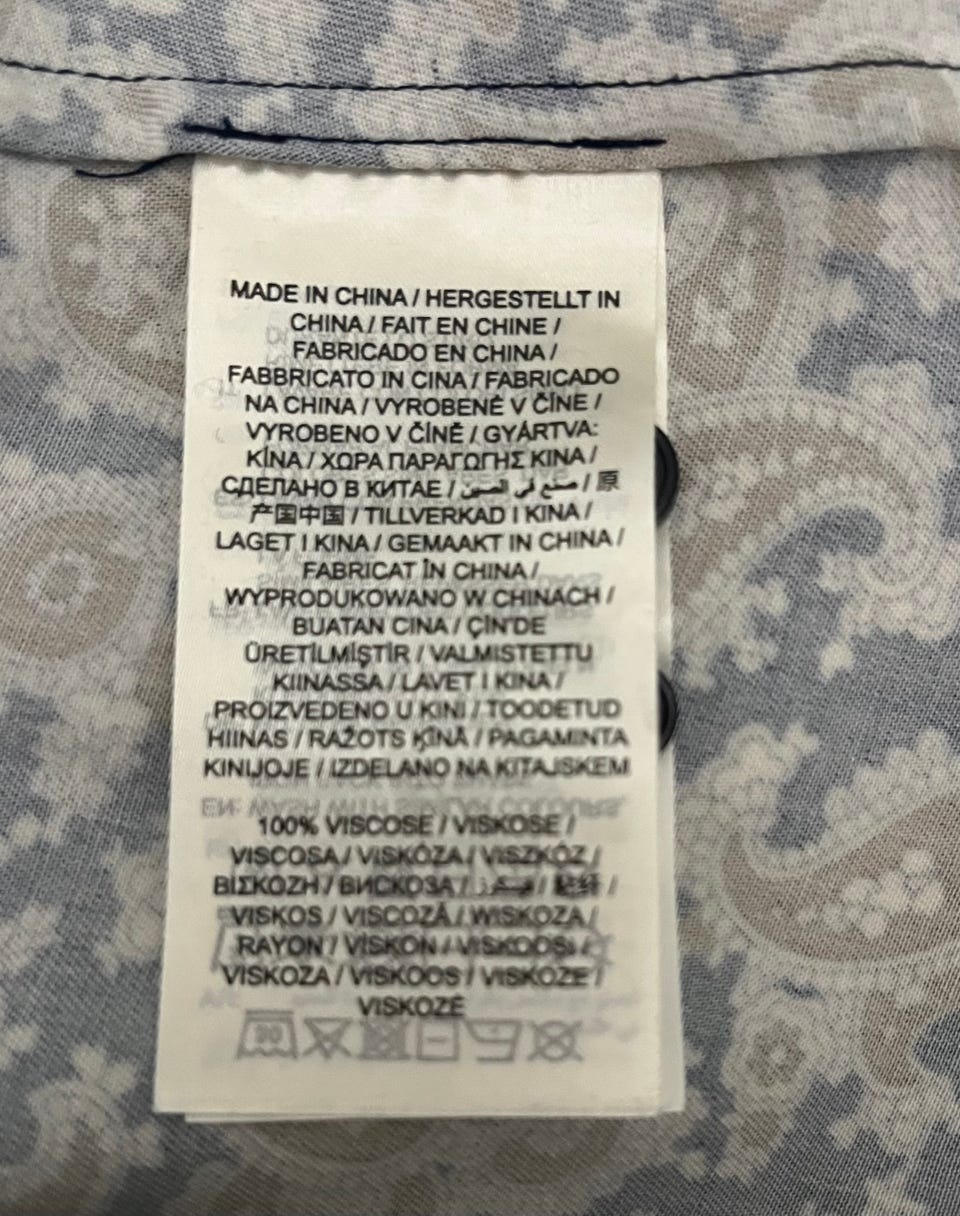 MADE IN CHINA / HERGESTELLT IN
CHINA / FAIT EN CHINE /
FABRICADO EN CHINA /
FABBRICATO IN CINA / FABRICADO
NA CHINA / VYROBENÉ V ČÍNE /
VYROBENO V ČÍNĚ / GYÁRTVA:
KÍNA / ΧΩΡΑ ΠΑΡΑΓΩΓΗΣ ΚΙΝΑ /
СДЕЛАНО В КИТАЕ / صنع في الصين / 原
产国中国 / TILLVERKAD I KINA /
LAGET I KINA / GEMAAKT IN CHINA /
FABRICAT ÎN CHINA /
WYPRODUKOWANO W CHINACH /
BUATAN CINA / ÇİN'DE
ÜRETİLMİŞTİR / VALMISTETTU
KIINASSA / LAVET I KINA /
PROIZVEDENO U KINI / TOODETUD
HIINAS / RAŽOTS ĶĪNĀ / PAGAMINTA
KINIJOJE / IZDELANO NA KITAJSKEM
100% VISCOSE / VISKOSE /
VISCOSA / VISKÓZA / VISZKÓZ /
ΒΙΣΚΟΖΗ / ВИСКОЗА /
VISKOS / VISCOZĂ / WISKOZA /
RAYON / VISKON / VISKOOSI /
VISKOZA / VISKOOS / VISKOZE /
VISKOZĖ